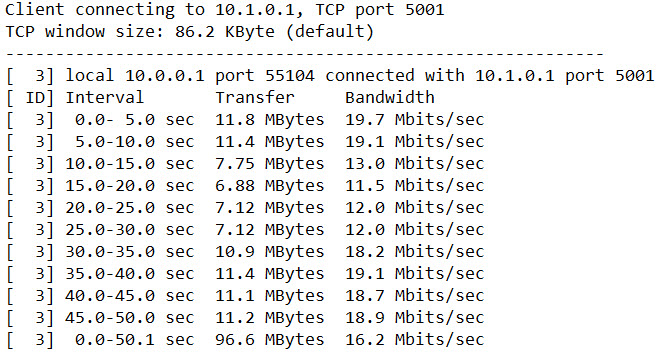 Client connecting to 10.1.0.1, TCP port 5001
TCP window size: 86.2 KByte (default)
------------------------------------------------------------
[  3] local 10.0.0.1 port 55104 connected with 10.1.0.1 port 5001
[ ID] Interval       Transfer     Bandwidth
[  3]  0.0- 5.0 sec  11.8 MBytes  19.7 Mbits/sec
[  3]  5.0-10.0 sec  11.4 MBytes  19.1 Mbits/sec
[  3] 10.0-15.0 sec  7.75 MBytes  13.0 Mbits/sec
[  3] 15.0-20.0 sec  6.88 MBytes  11.5 Mbits/sec
[  3] 20.0-25.0 sec  7.12 MBytes  12.0 Mbits/sec
[  3] 25.0-30.0 sec  7.12 MBytes  12.0 Mbits/sec
[  3] 30.0-35.0 sec  10.9 MBytes  18.2 Mbits/sec
[  3] 35.0-40.0 sec  11.4 MBytes  19.1 Mbits/sec
[  3] 40.0-45.0 sec  11.1 MBytes  18.7 Mbits/sec
[  3] 45.0-50.0 sec  11.2 MBytes  18.9 Mbits/sec
[  3]  0.0-50.1 sec  96.6 MBytes  16.2 Mbits/sec